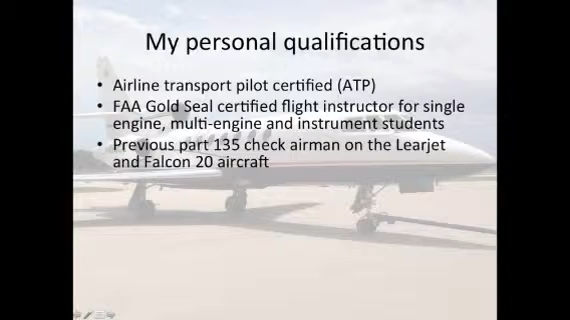 My personal qualifications
• Airline transport pilot certified (ATP)
• FAA Gold Seal certified flight instructor for single
engine, multi-engine and instrument students
• Previous part 135 check airman on the Learjet
and Falcon 20 aircraft